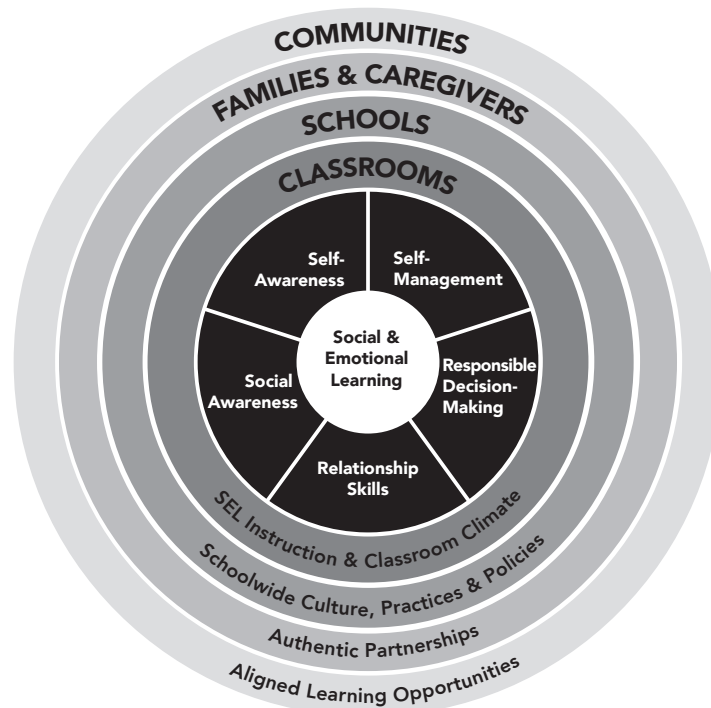 COMMUNITIES
FAMILIES & CAREGIVERS
SCHOOLS
CLASSROOMS
Self-
Awareness
Self-
Management
Social &
Emotional
Learning
Social
Awareness
Responsible
Decision-
Making
Relationship
Skills
SEL Instruction & Classroom Climate
Schoolwide Culture, Practices & Policies
Authentic Partnerships
Aligned Learning Opportunities